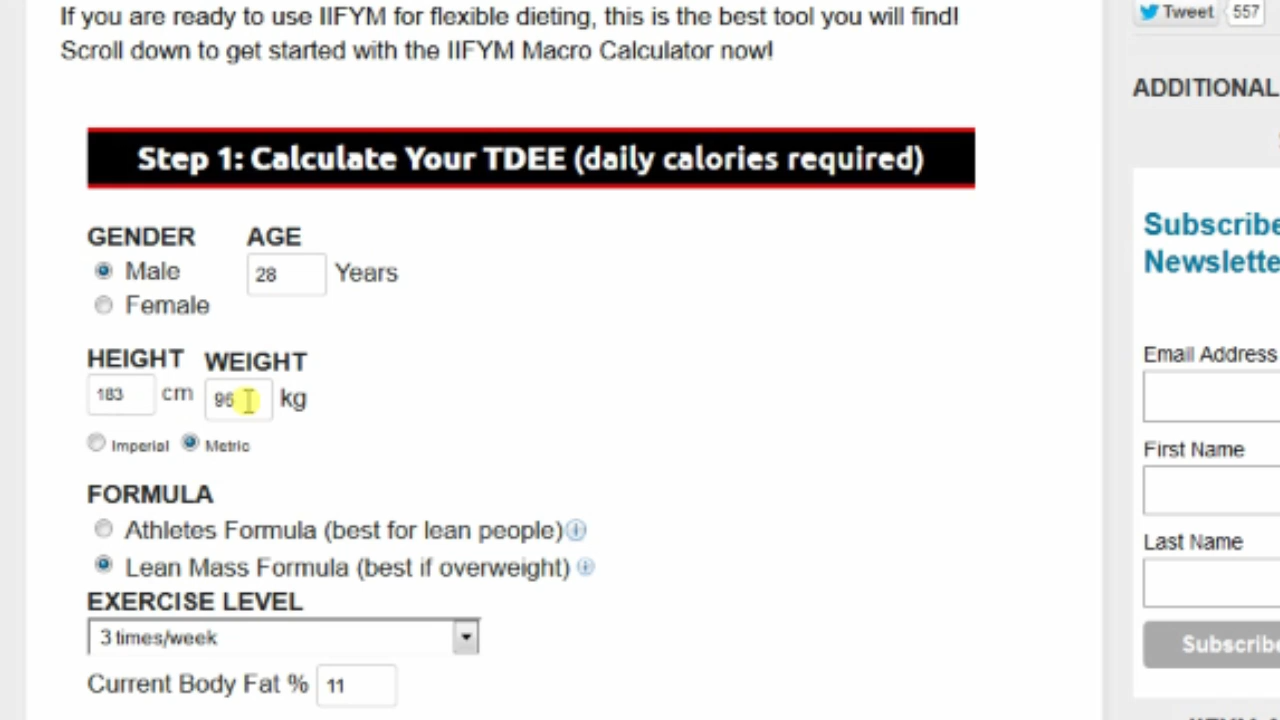 If you are ready to use IIFYM for flexible dieting, this is the best tool you will find!
Scroll down to get started with the IIFYM Macro Calculator now!
Step 1: Calculate Your TDEE (daily calories required)
GENDER AGE
Male 28 Years
Female
HEIGHT WEIGHT
183 cm 96 kg
Imperial Metric
FORMULA
Athletes Formula (best for lean people)
Lean Mass Formula (best if overweight)
EXERCISE LEVEL
3 times/week
Current Body Fat % 11
Tweet 557
ADDITIONAL
Subscribe
Newslette
Email Address
First Name
Last Name
Subscribe